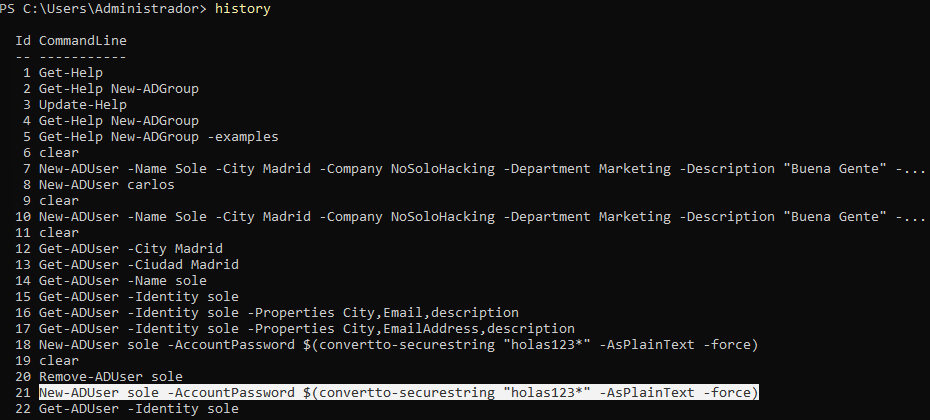 PS C:\Users\Administrador> history
Id CommandLine
-- -----------
1 Get-Help
2 Get-Help New-ADGroup
3 Update-Help
4 Get-Help New-ADGroup
5 Get-Help New-ADGroup -examples
6 clear
7 New-ADUser -Name Sole -City Madrid -Company NoSoloHacking -Department Marketing -Description "Buena Gente" -...
8 New-ADUser carlos
9 clear
10 New-ADUser -Name Sole -City Madrid -Company NoSoloHacking -Department Marketing -Description "Buena Gente" -...
11 clear
12 Get-ADUser -City Madrid
13 Get-ADUser -Ciudad Madrid
14 Get-ADUser -Name sole
15 Get-ADUser -Identity sole
16 Get-ADUser -Identity sole -Properties City,Email,description
17 Get-ADUser -Identity sole -Properties City,EmailAddress,description
18 New-ADUser sole -AccountPassword $(convertto-securestring "holas123*" -AsPlainText -force)
19 clear
20 Remove-ADUser sole
21 New-ADUser sole -AccountPassword $(convertto-securestring "holas123*" -AsPlainText -force)
22 Get-ADUser -Identity sole